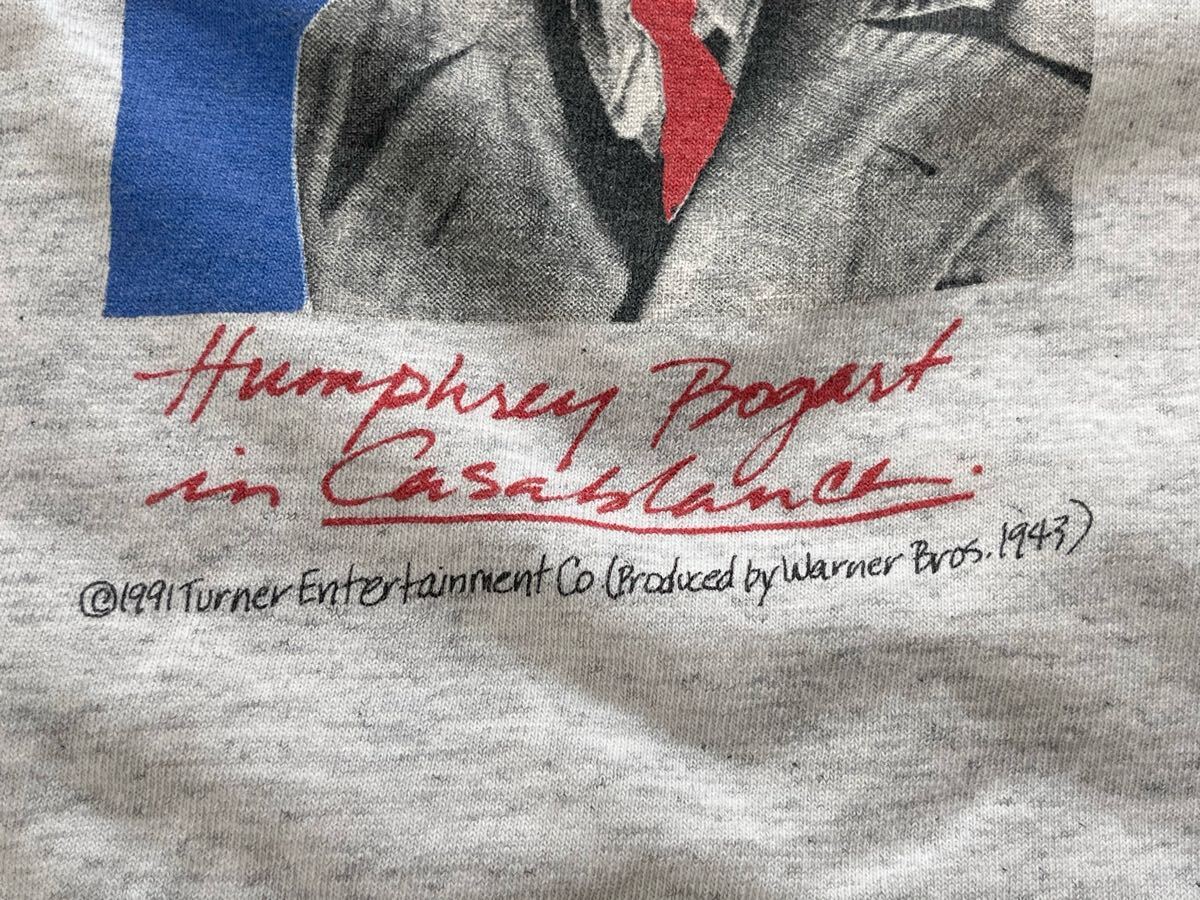 Humphrey Bogart
in Casablanca.
©1991 Turner Entertainment Co (Produced by Warner Bros. 1943)